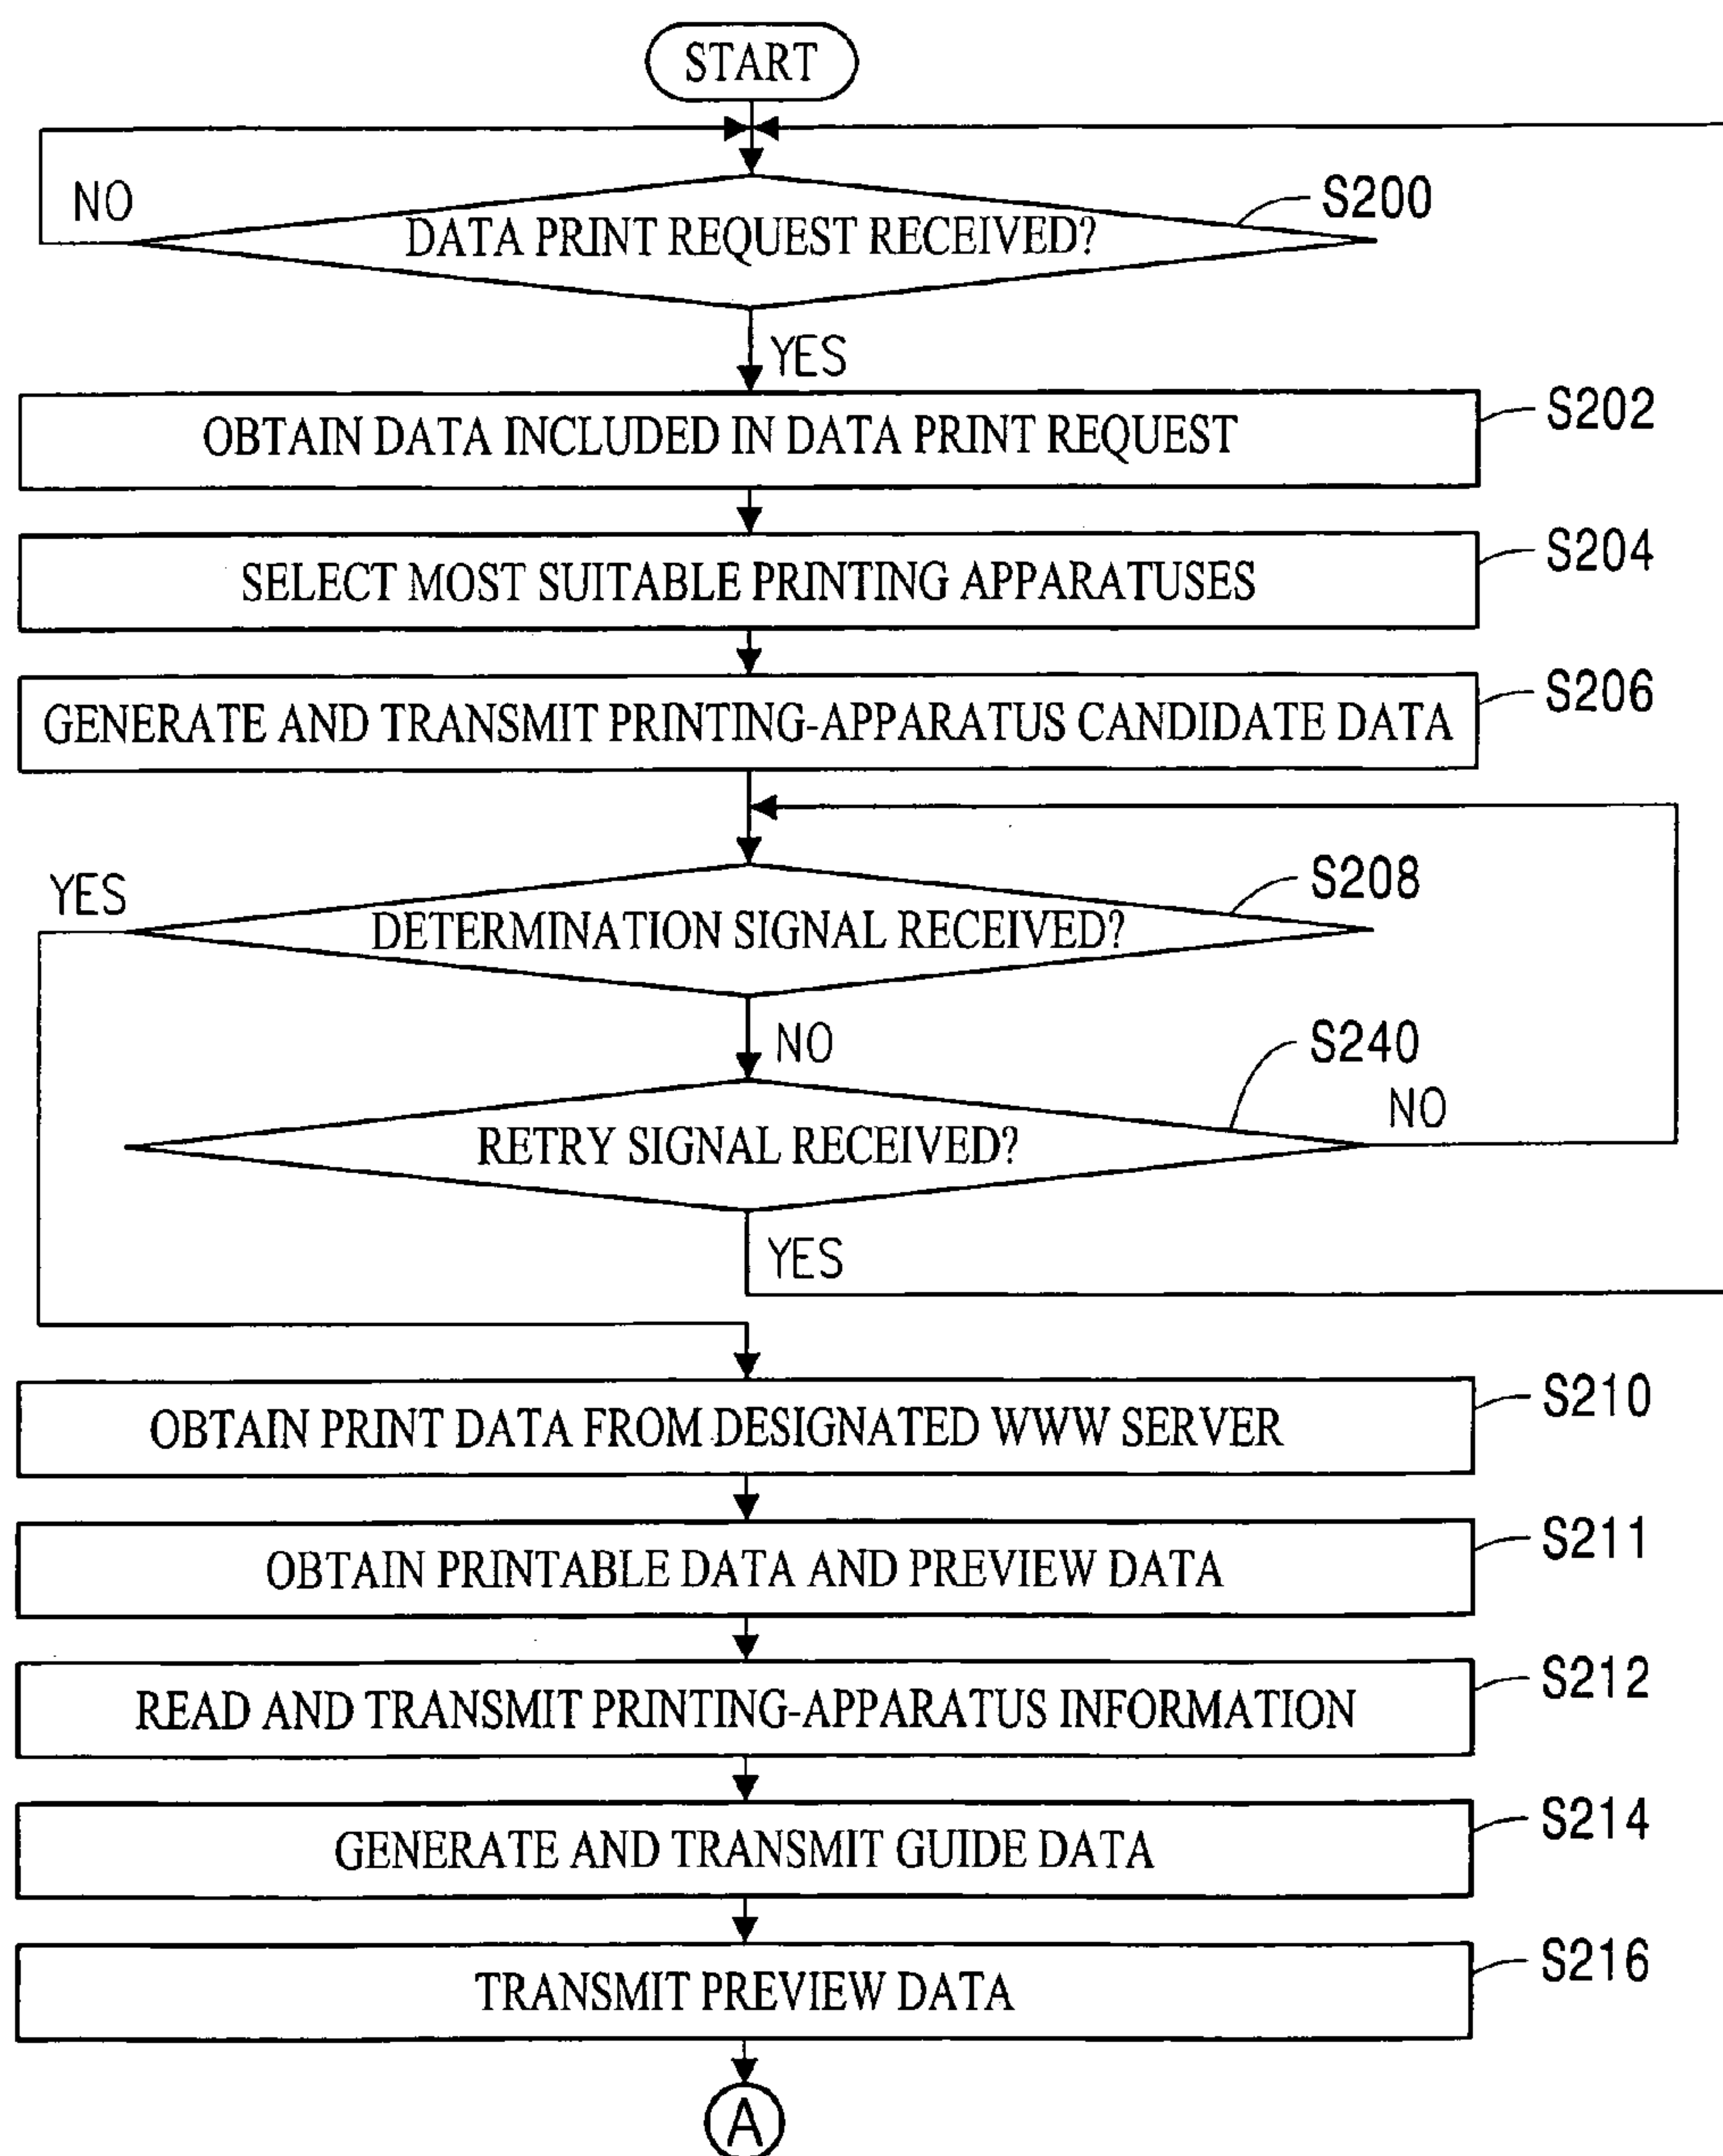 START
NO
DATA PRINT REQUEST RECEIVED?
S200
YES
OBTAIN DATA INCLUDED IN DATA PRINT REQUEST
S202
SELECT MOST SUITABLE PRINTING APPARATUSES
S204
GENERATE AND TRANSMIT PRINTING-APPARATUS CANDIDATE DATA
S206
YES
DETERMINATION SIGNAL RECEIVED?
S208
NO
S240
RETRY SIGNAL RECEIVED?
NO
YES
OBTAIN PRINT DATA FROM DESIGNATED WWW SERVER
S210
OBTAIN PRINTABLE DATA AND PREVIEW DATA
S211
READ AND TRANSMIT PRINTING-APPARATUS INFORMATION
S212
GENERATE AND TRANSMIT GUIDE DATA
S214
TRANSMIT PREVIEW DATA
S216
A